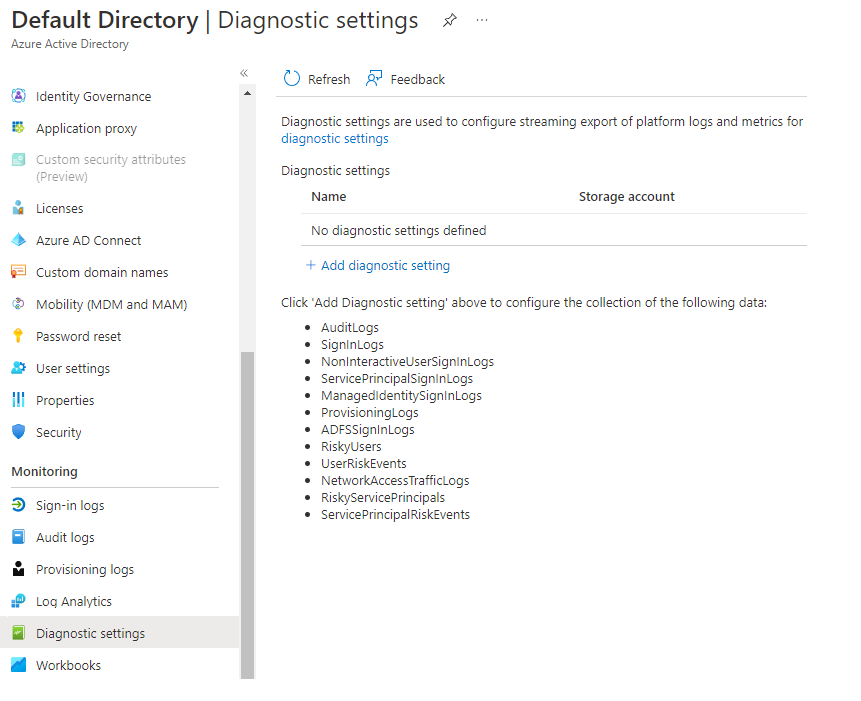 Default Directory | Diagnostic settings
Azure Active Directory
Identity Governance
Application proxy
Custom security attributes
(Preview)
Licenses
Azure AD Connect
Custom domain names
Mobility (MDM and MAM)
Password reset
User settings
Properties
Security
Monitoring
Sign-in logs
Audit logs
Provisioning logs
Log Analytics
Diagnostic settings
Workbooks
Refresh
Feedback
Diagnostic settings are used to configure streaming export of platform logs and metrics for
diagnostic settings
Diagnostic settings
Name Storage account
No diagnostic settings defined
+ Add diagnostic setting
Click 'Add Diagnostic setting' above to configure the collection of the following data:
• AuditLogs
• SignInLogs
• NonInteractiveUserSignInLogs
• ServicePrincipalSignInLogs
• ManagedIdentitySignInLogs
• ProvisioningLogs
• ADFSSignInLogs
• RiskyUsers
• UserRiskEvents
• NetworkAccessTrafficLogs
• RiskyServicePrincipals
• ServicePrincipalRiskEvents